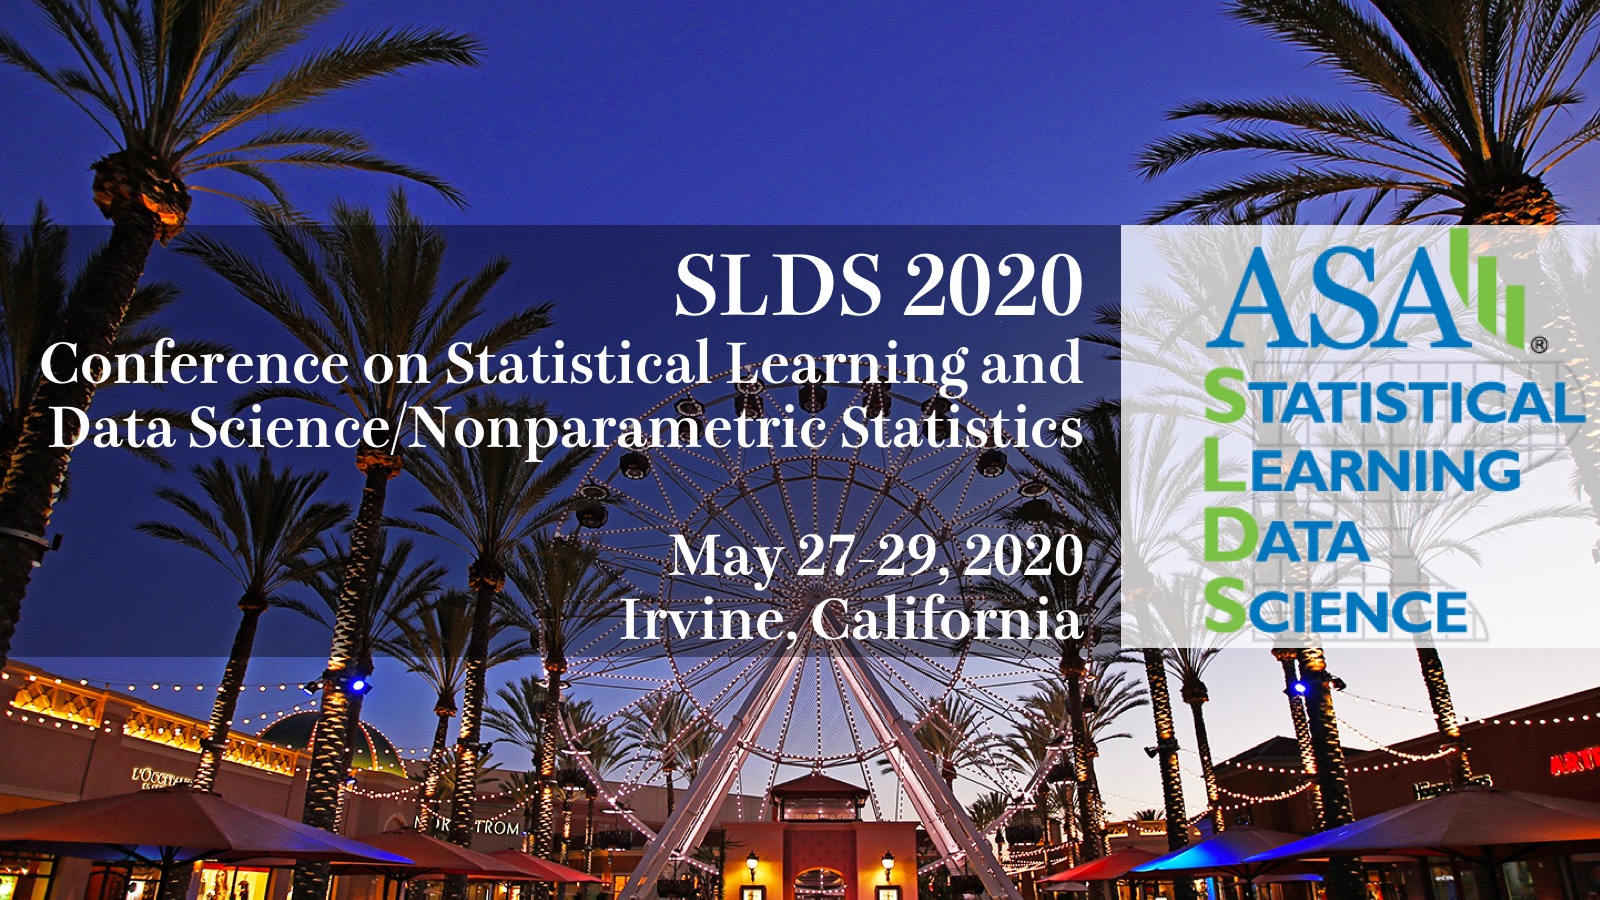 SLDS 2020
Conference on Statistical Learning and
Data Science/Nonparametric Statistics
May 27-29, 2020
Irvine, California
ASA®
STATISTICAL
LEARNING
DATA
SCIENCE